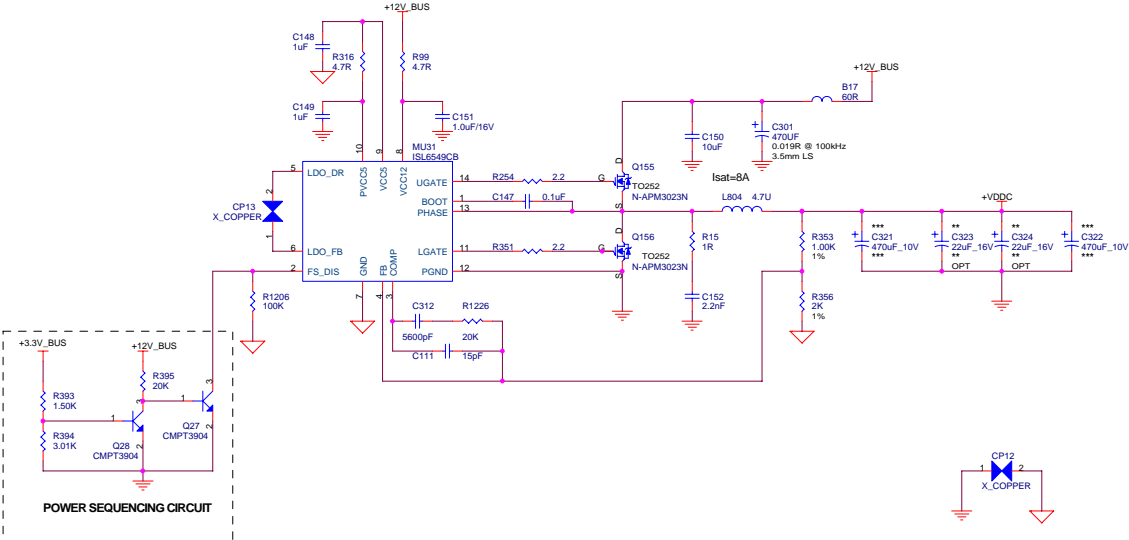 +12V_BUS
C148
1uF
R316
4.7R
R99
4.7R
+12V_BUS
B17
60R
C149
1uF
C151
1.0uF/16V
C150
10uF
C301
470UF
0.019R @ 100kHz
3.5mm LS
MU31
ISL6549CB
10
9
8
5
LDO_DR
PVCC5
VCC5
VCC12
UGATE
14
R254
2.2
G
D
S
Q155
TO252
N-APM3023N
Isat=8A
BOOT
1
C147
0.1uF
PHASE
13
L804
4.7U
+VDDC
2
CP13
X_COPPER
1
6
LDO_FB
LGATE
11
R351
2.2
G
D
S
Q156
TO252
N-APM3023N
R15
1R
R353
1.00K
1%
***
C321
470uF_10V
***
**
C323
22uF_16V
**
OPT
**
C324
22uF_16V
**
OPT
***
C322
470uF_10V
***
2
FS_DIS
GND
FB
COMP
PGND
12
7
4
3
R1206
100K
C152
2.2nF
R356
2K
1%
C312
5600pF
R1226
20K
C111
15pF
+3.3V_BUS
+12V_BUS
R395
20K
3
R393
1.50K
1
3
1
2
Q27
CMPT3904
R394
3.01K
Q28
CMPT3904
2
POWER SEQUENCING CIRCUIT
CP12
1
2
X_COPPER